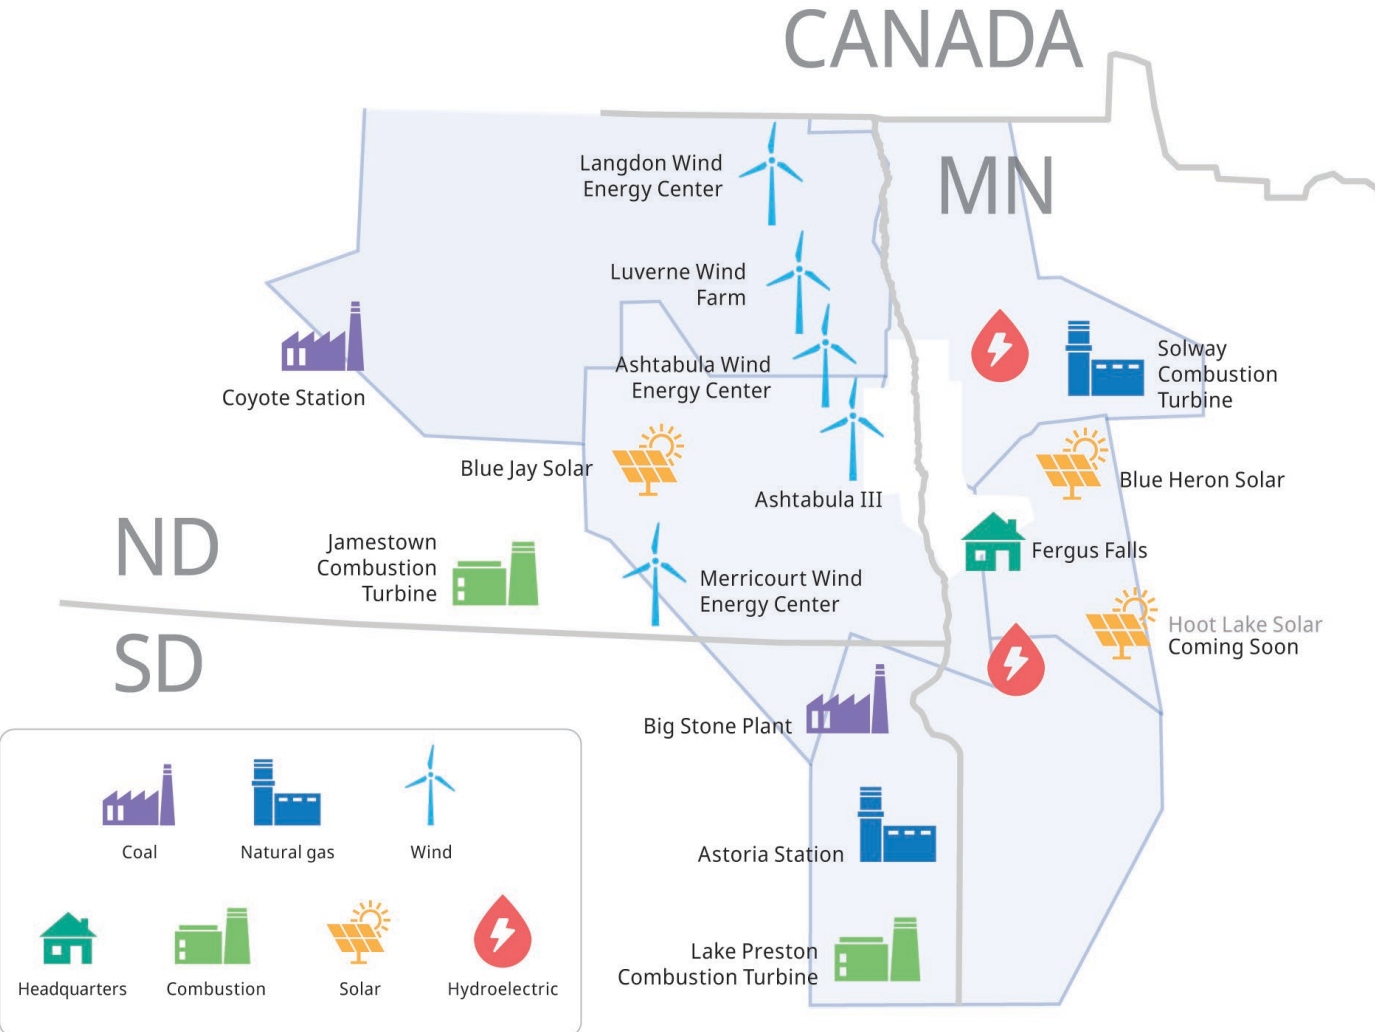 CANADA
MN
Langdon Wind
Energy Center
Luverne Wind
Farm
Ashtabula Wind
Energy Center
Solway
Combustion
Turbine
Coyote Station
Blue Jay Solar
Blue Heron Solar
Ashtabula III
ND
Jamestown
Combustion
Turbine
Fergus Falls
Merricourt Wind
Energy Center
Hoot Lake Solar
Coming Soon
SD
Big Stone Plant
Astoria Station
Lake Preston
Combustion Turbine
Coal
Natural gas
Wind
Headquarters
Combustion
Solar
Hydroelectric